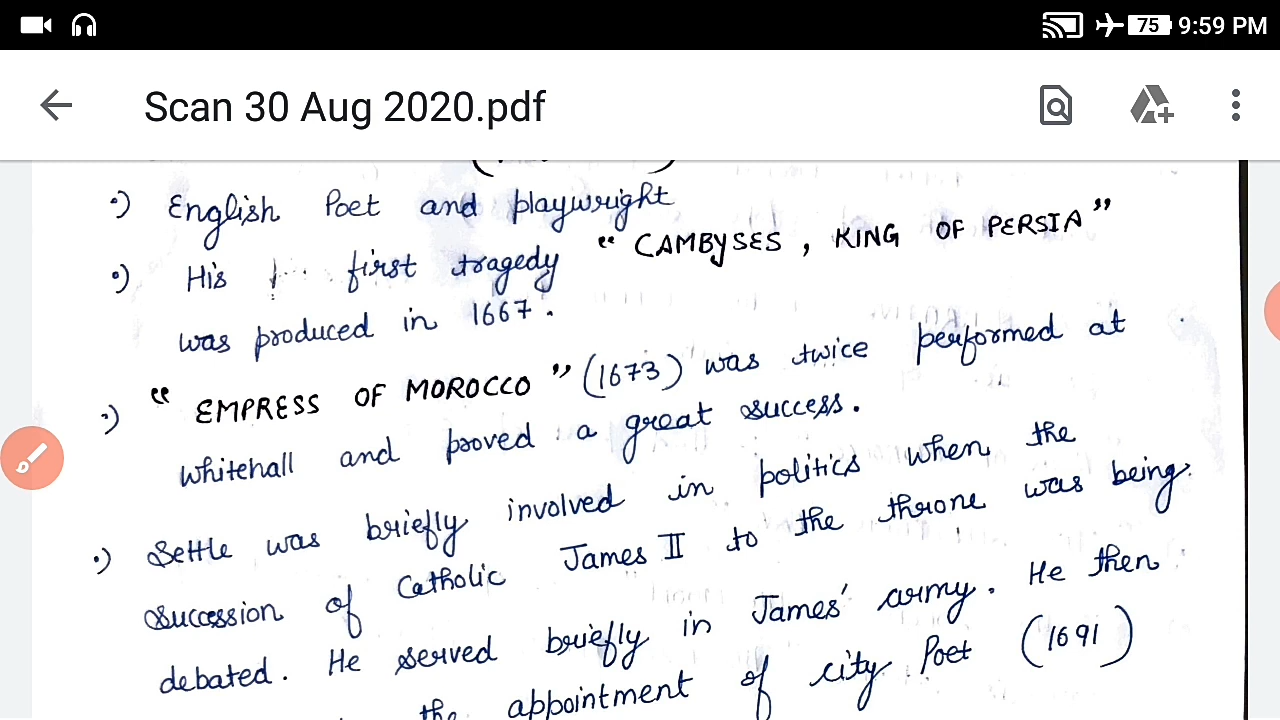 75 9:59 PM
Scan 30 Aug 2020.pdf
•) English Poet and playwright
•) His first tragedy “CAMBYSES, KING OF PERSIA”
was produced in 1667.
•) “EMPRESS OF MOROCCO” (1673) was twice performed at
Whitehall and proved a great success.
•) Settle was briefly involved in politics when the
succession of Catholic James II to the throne was being
debated. He served briefly in James' army. He then
the appointment of city Poet (1691)